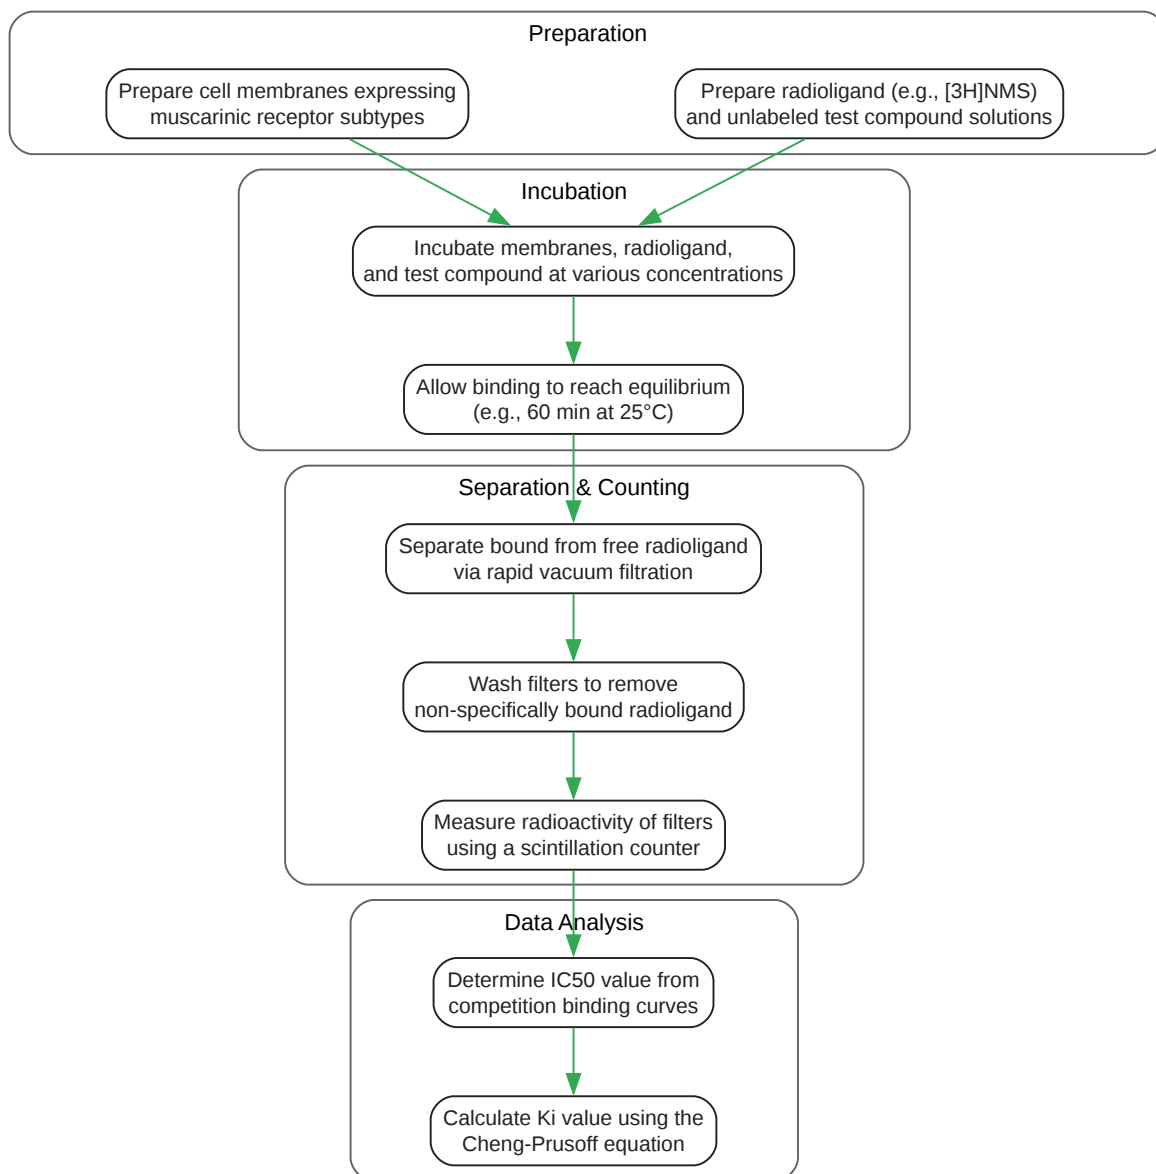 Preparation
Prepare cell membranes expressing
muscarinic receptor subtypes
Prepare radioligand (e.g., [3H]NMS)
and unlabeled test compound solutions
Incubation
Incubate membranes, radioligand,
and test compound at various concentrations
Allow binding to reach equilibrium
(e.g., 60 min at 25°C)
Separation & Counting
Separate bound from free radioligand
via rapid vacuum filtration
Wash filters to remove
non-specifically bound radioligand
Measure radioactivity of filters
using a scintillation counter
Data Analysis
Determine IC50 value from
competition binding curves
Calculate Ki value using the
Cheng-Prusoff equation